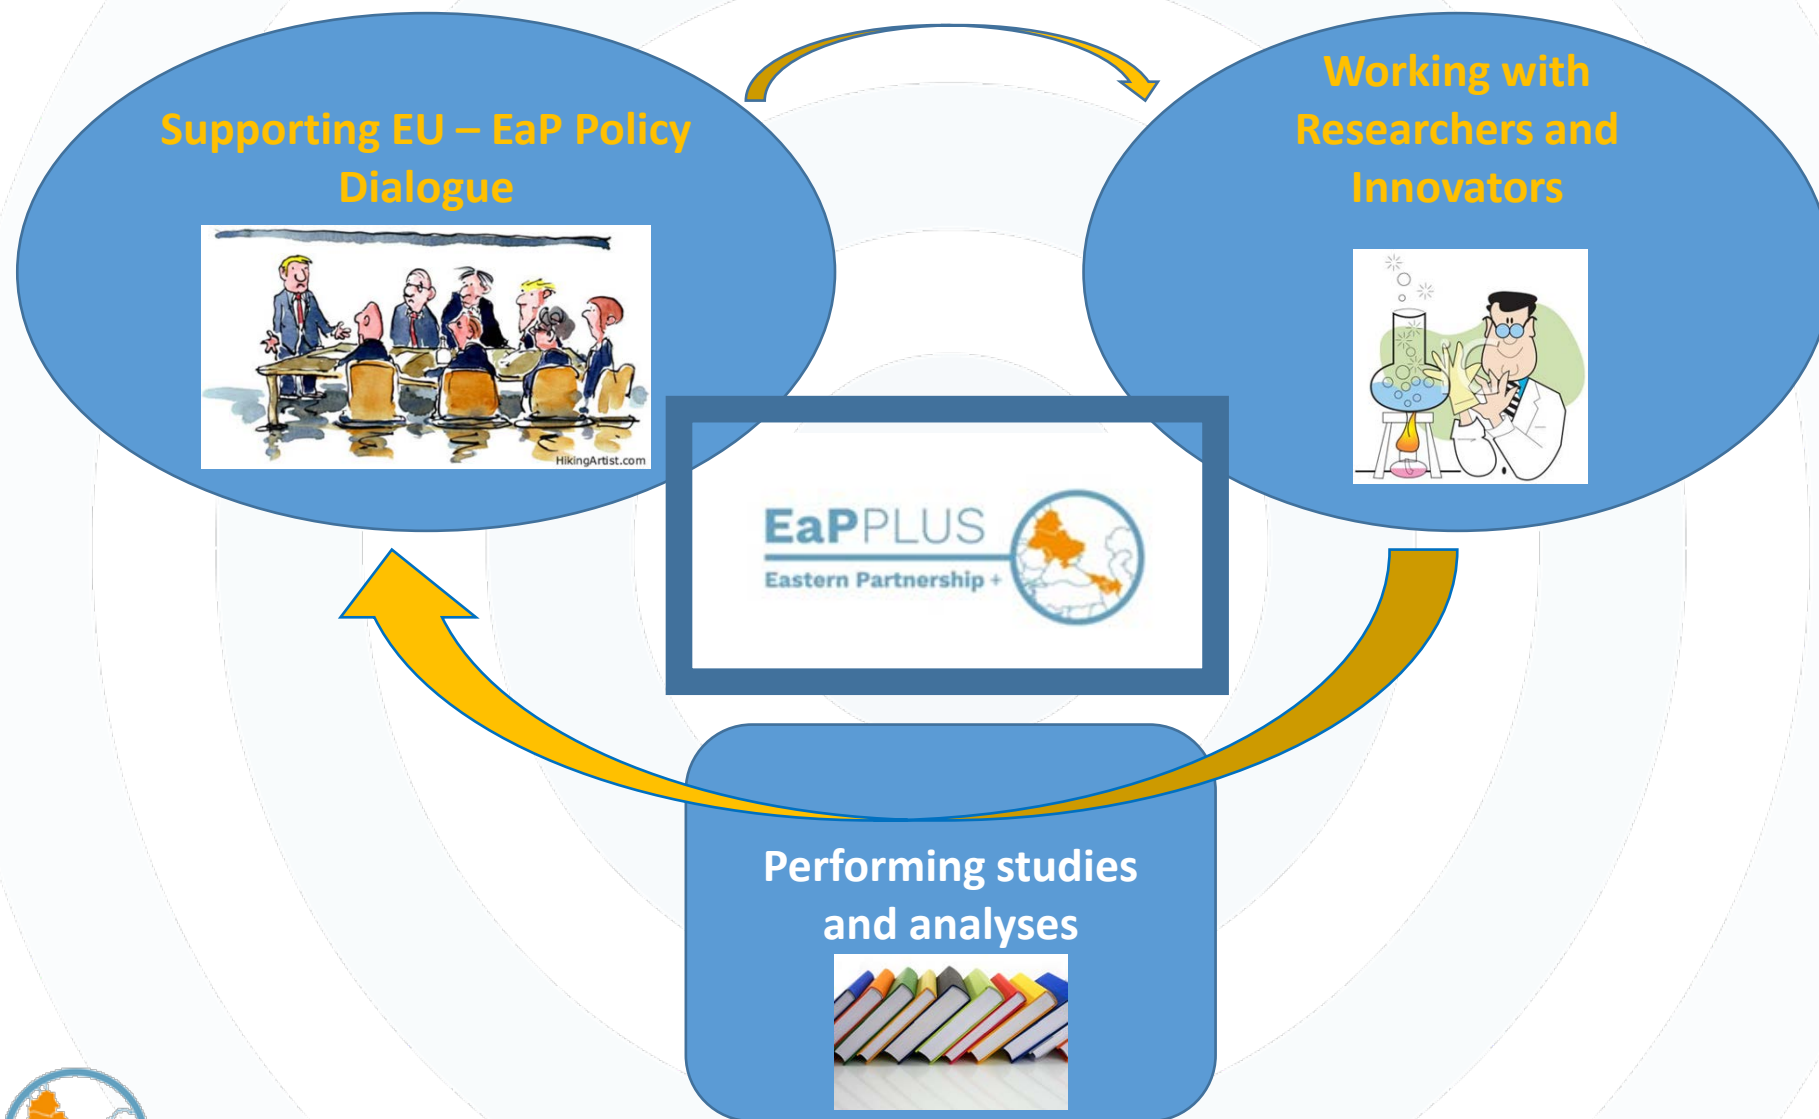 Supporting EU – EaP Policy
Dialogue
HikingArtist.com
Working with
Researchers and
Innovators
EaPPLUS
Eastern Partnership +
Performing studies
and analyses